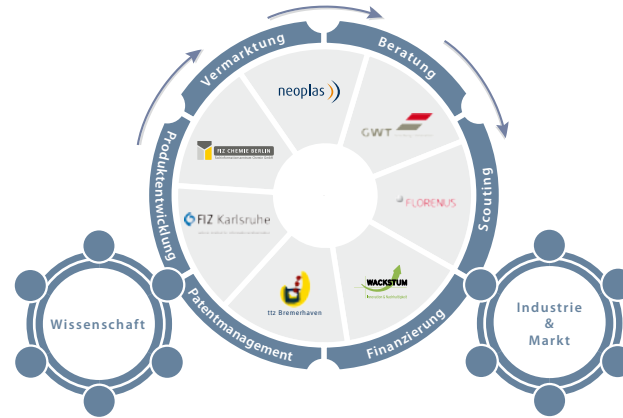 Vermarktung
Beratung
Scouting
Finanzierung
Patentmanagement
Produktentwicklung
neoplas
GWT
FLORENUS
WACKSTUM
ttz Bremerhaven
FIZ Karlsruhe
FIZ CHEMIE BERLIN
Wissenschaft
Industrie
&
Markt